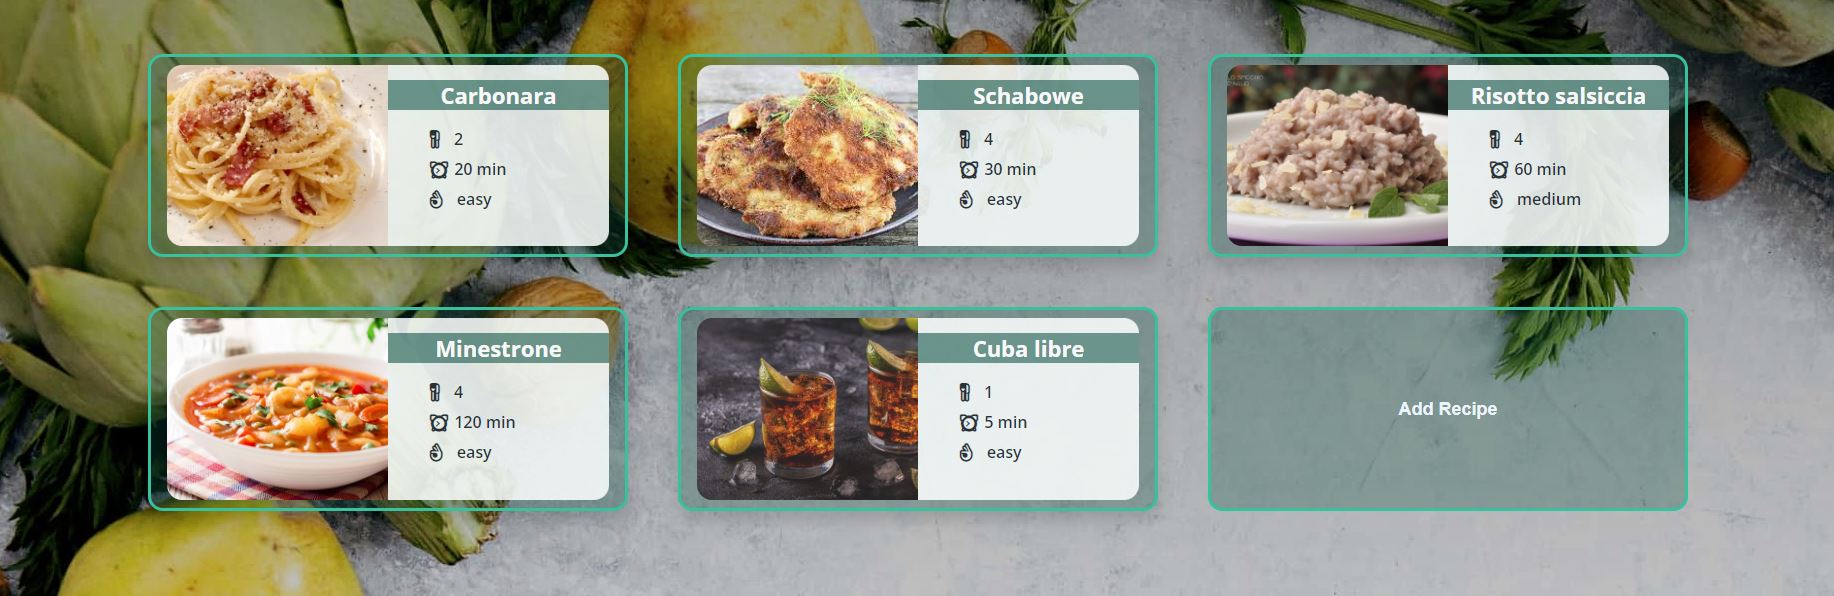 Carbonara
2
20 min
easy
Schabowe
4
30 min
easy
Risotto salsiccia
4
60 min
medium
Minestrone
4
120 min
easy
Cuba libre
1
5 min
easy
Add Recipe